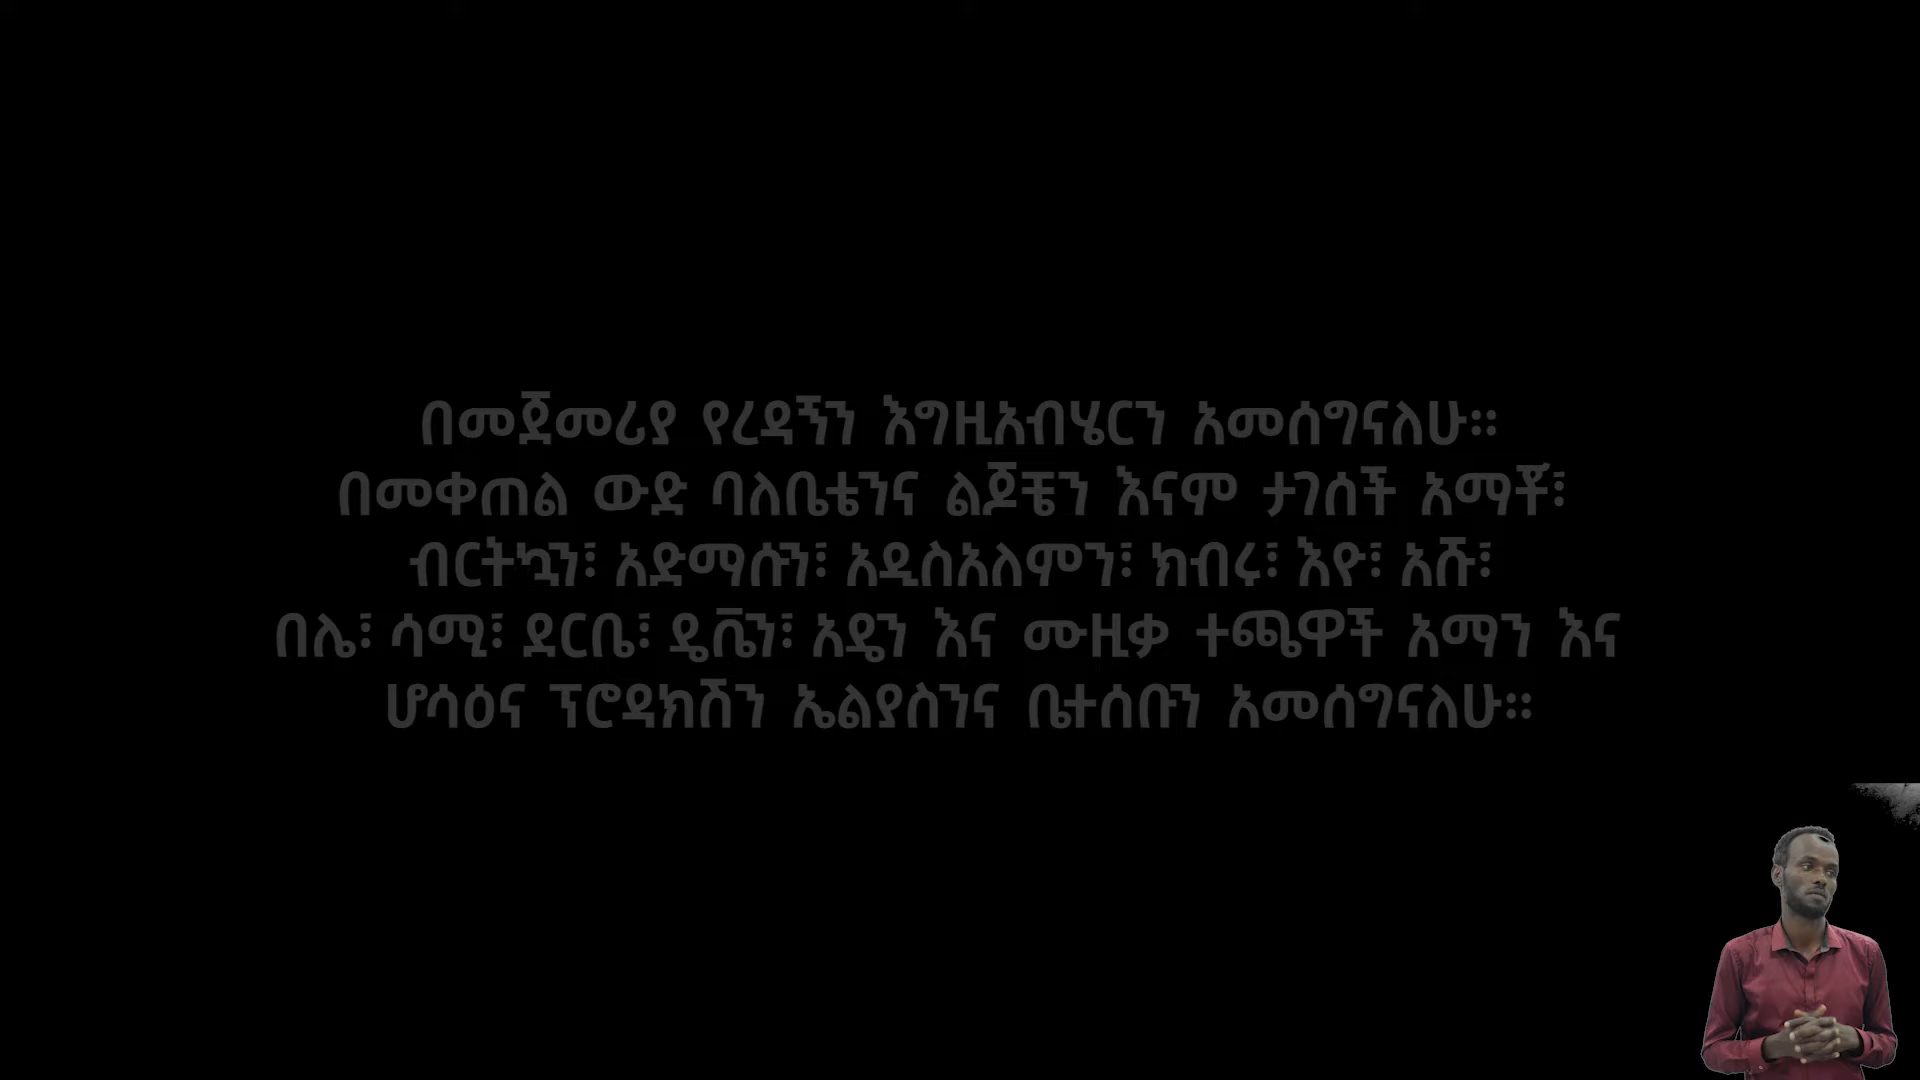 በመጀመሪያ የረዳኝን እግዚአብሄርን አመሰግናለሁ።
በመቀጠል ውድ ባለቤቴንና ልጆቼን እናም ታገሰች አማቾ፣
ብርትኳን፣ አድማሱን፣ አዲስአለምን፣ ክብሩ፣ እዮ፣ አሹ፣
በሌ፣ ሳሚ፣ ደርቤ፣ ዴቬን፣ አዴን እና ሙዚቃ ተጫዋች አማን እና
ሆሳዕና ፕሮዳክሽን ኤልያስንና ቤተሰቡን አመሰግናለሁ።